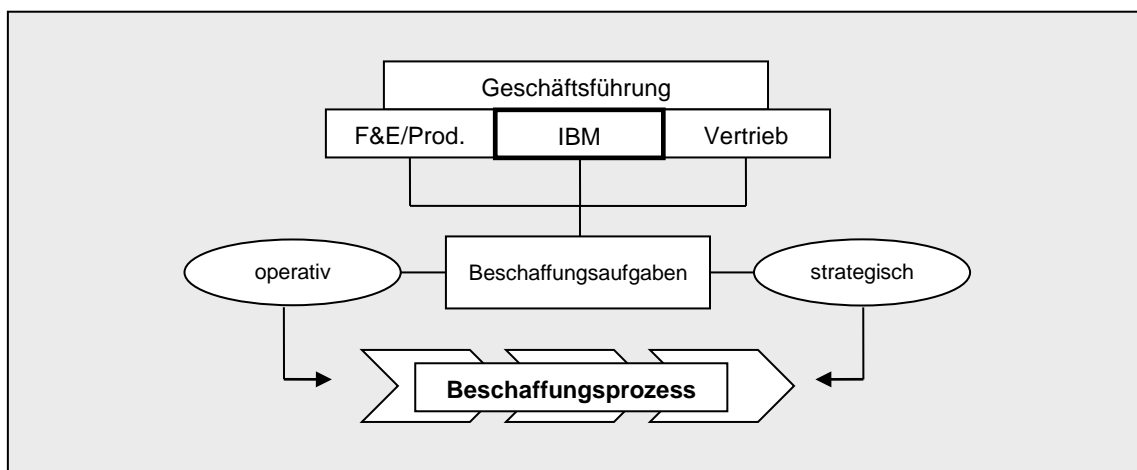 Geschäftsführung
F&E/Prod.
IBM
Vertrieb
operativ
Beschaffungsaufgaben
strategisch
Beschaffungsprozess